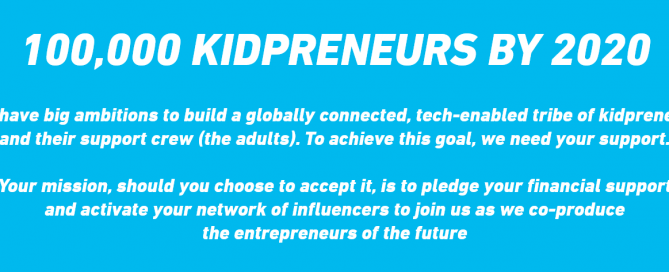 100,000 KIDPRENEURS BY 2020
have big ambitions to build a globally connected, tech-enabled tribe of kidprene
and their support crew (the adults). To achieve this goal, we need your support.
Your mission, should you choose to accept it, is to pledge your financial support
and activate your network of influencers to join us as we co-produce
the entrepreneurs of the future